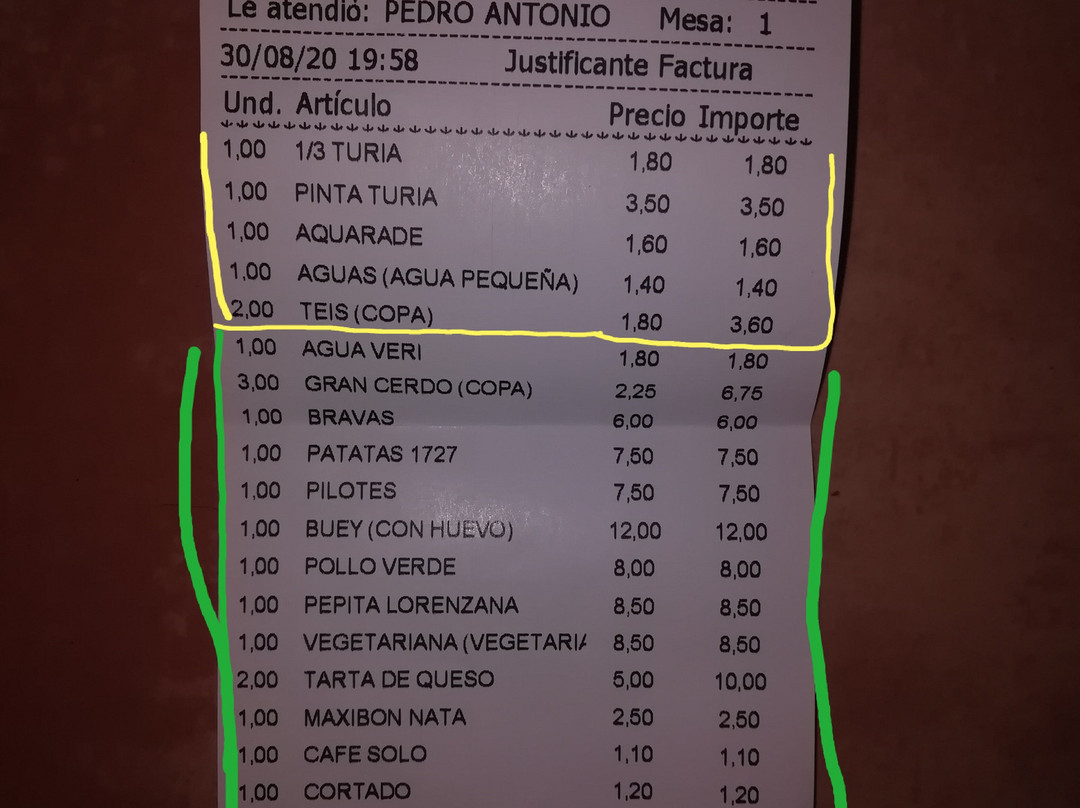 Le atendió: PEDRO ANTONIO Mesa: 1
30/08/20 19:58 Justificante Factura
Und. Artículo Precio Importe
1,00 1/3 TURIA 1,80 1,80
1,00 PINTA TURIA 3,50 3,50
1,00 AQUARADE 1,60 1,60
1,00 AGUAS (AGUA PEQUEÑA) 1,40 1,40
2,00 TEIS (COPA) 1,80 3,60
1,00 AGUA VERI 1,80 1,80
3,00 GRAN CERDO (COPA) 2,25 6,75
1,00 BRAVAS 6,00 6,00
1,00 PATATAS 1727 7,50 7,50
1,00 PILOTES 7,50 7,50
1,00 BUEY (CON HUEVO) 12,00 12,00
1,00 POLLO VERDE 8,00 8,00
1,00 PEPITA LORENZANA 8,50 8,50
1,00 VEGETARIANA (VEGETARIA 8,50 8,50
2,00 TARTA DE QUESO 5,00 10,00
1,00 MAXIBON NATA 2,50 2,50
1,00 CAFE SOLO 1,10 1,10
1,00 CORTADO 1,20 1,20